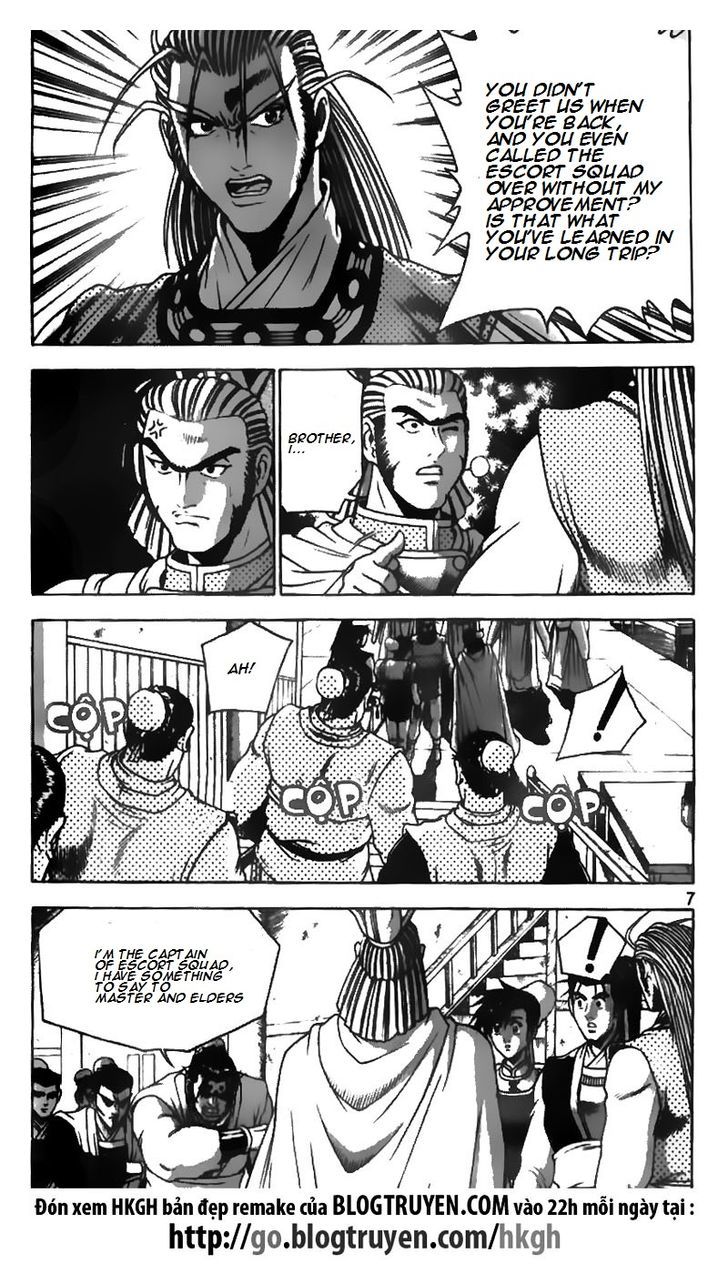 YOU DIDN'T
GREET US WHEN
YOU'RE BACK,
AND YOU EVEN
CALLED THE
ESCORT SQUAD
OVER WITHOUT MY
APPROVEMENT?
IS THAT WHAT
YOU'VE LEARNED IN
YOUR LONG TRIP?
BROTHER,
I...
AH!
!
CỘP
CỘP
CỘP
7
I'M THE CAPTAIN
OF ESCORT SQUAD,
I HAVE SOMETHING
TO SAY TO
MASTER AND ELDERS
!
Đón xem HKGH bản đẹp remake của BLOGTRUYEN.COM vào 22h mỗi ngày tại :
http://go.blogtruyen.com/hkgh